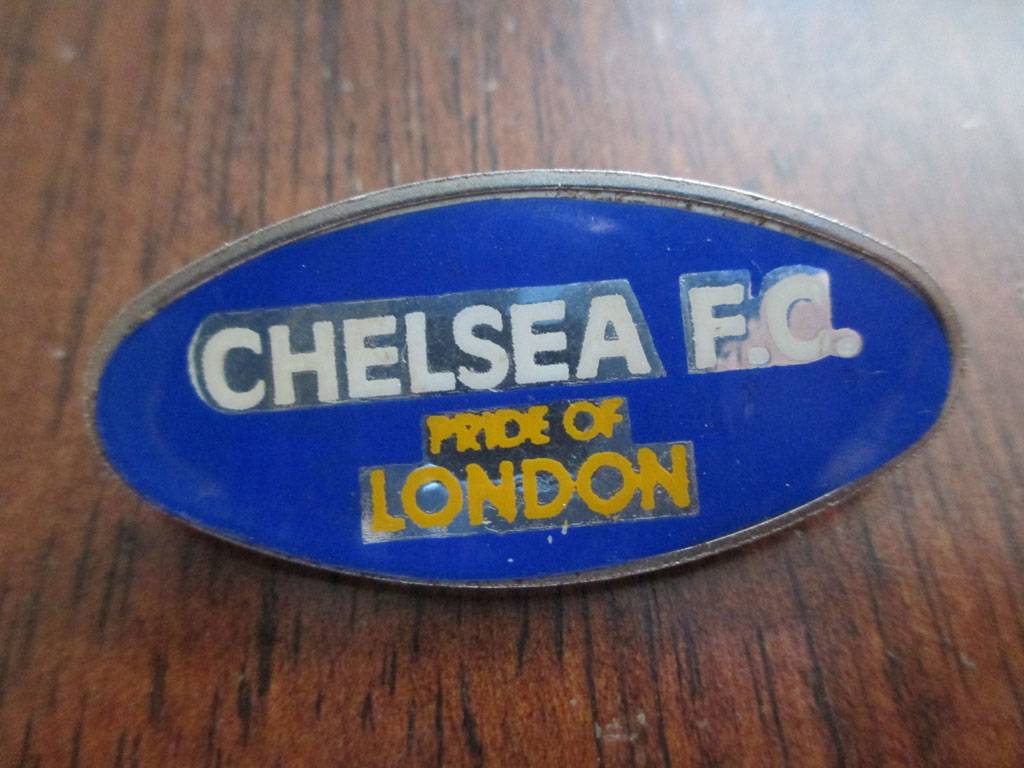 CHELSEA F.C.
PRIDE OF
LONDON